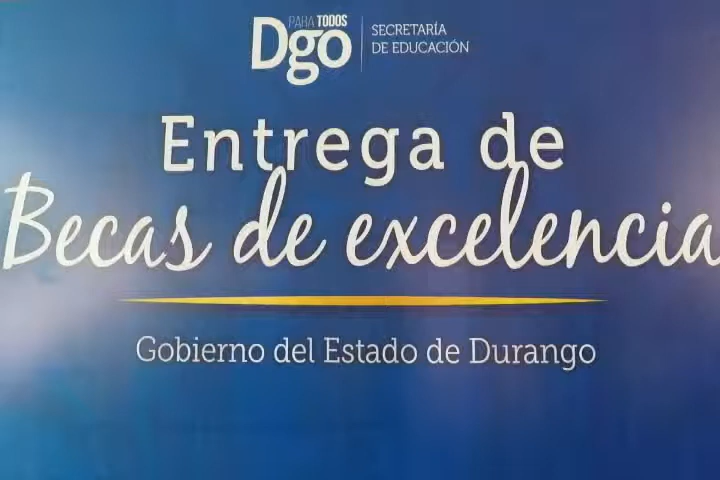 PARA TODOS
Dgo
SECRETARÍA
DE EDUCACIÓN
Entrega de
Becas de excelencia
Gobierno del Estado de Durango